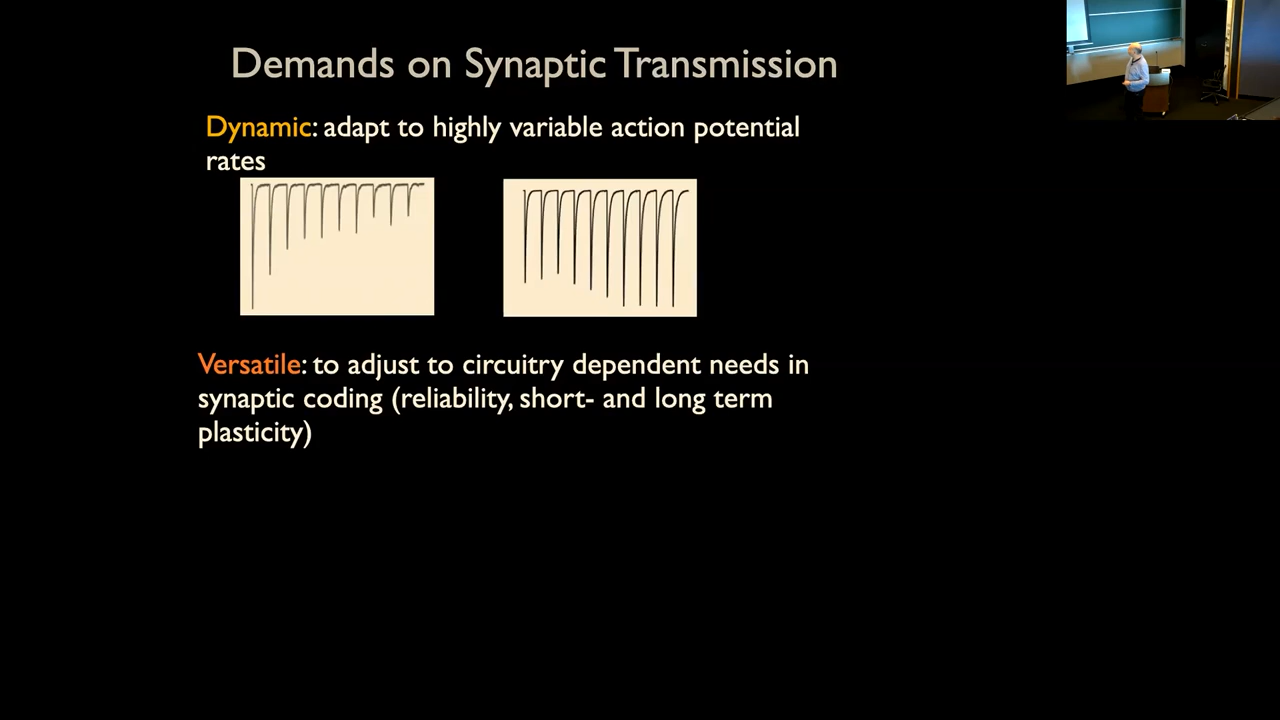 Demands on Synaptic Transmission
Dynamic: adapt to highly variable action potential
rates
Versatile: to adjust to circuitry dependent needs in
synaptic coding (reliability, short- and long term
plasticity)